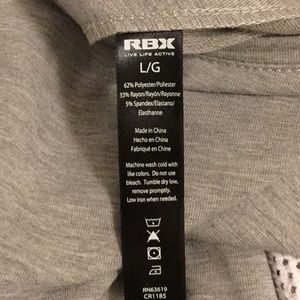 RBX
LIVE LIFE ACTIVE
L/G
62% Polyester/Poliester
33% Rayon/Rayón/Rayonne
5% Spandex/Elastano/
Elasthanne
Made in China
Hecho en China
Fabriqué en Chine
Machine wash cold with
like colors. Do not use
bleach. Tumble dry low,
remove promptly.
Low iron when needed.
RN63619
CR1185